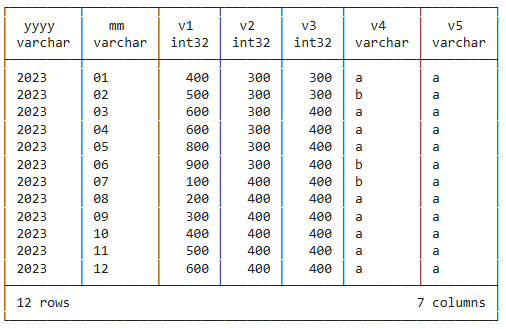 yyyy mm v1 v2 v3 v4 v5
varchar varchar int32 int32 int32 varchar varchar
2023 01 400 300 300 a a
2023 02 500 300 300 b a
2023 03 600 300 400 a a
2023 04 600 300 400 a a
2023 05 800 300 400 a a
2023 06 900 300 400 b a
2023 07 100 400 400 b a
2023 08 200 400 400 a a
2023 09 300 400 400 a a
2023 10 400 400 400 a a
2023 11 500 400 400 a a
2023 12 600 400 400 a a
12 rows 7 columns